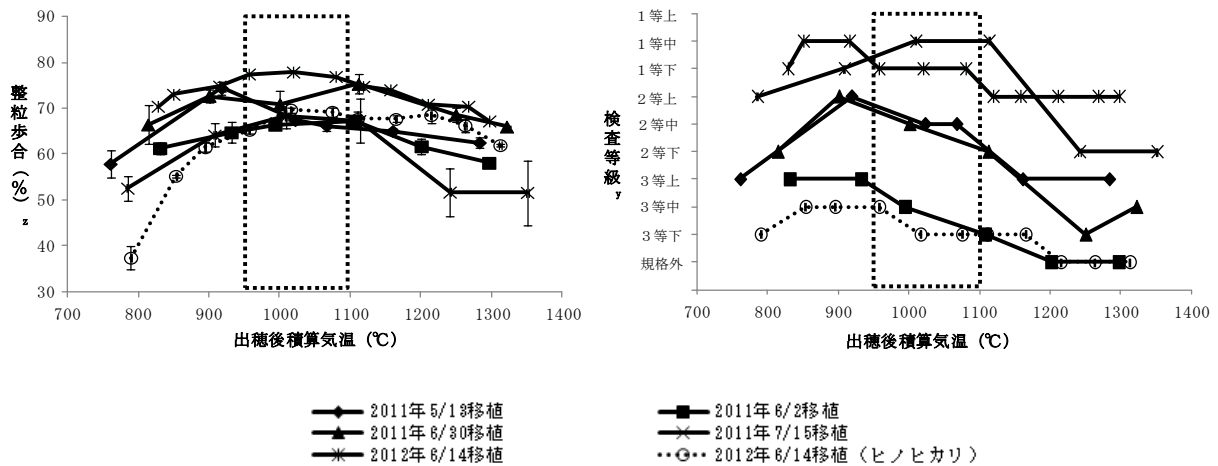 90
80
70
60
50
40
30
整粒歩合(%)z
700 800 900 1000 1100 1200 1300 1400
出穂後積算気温（℃）
1等上
1等中
1等下
2等上
2等中
2等下
3等上
3等中
3等下
規格外
検査等級y
700 800 900 1000 1100 1200 1300 1400
出穂後積算気温（℃）
2011年5/13移植
2011年6/2移植
2011年6/30移植
2011年7/15移植
2012年6/14移植
2012年6/14移植（ヒノヒカリ）